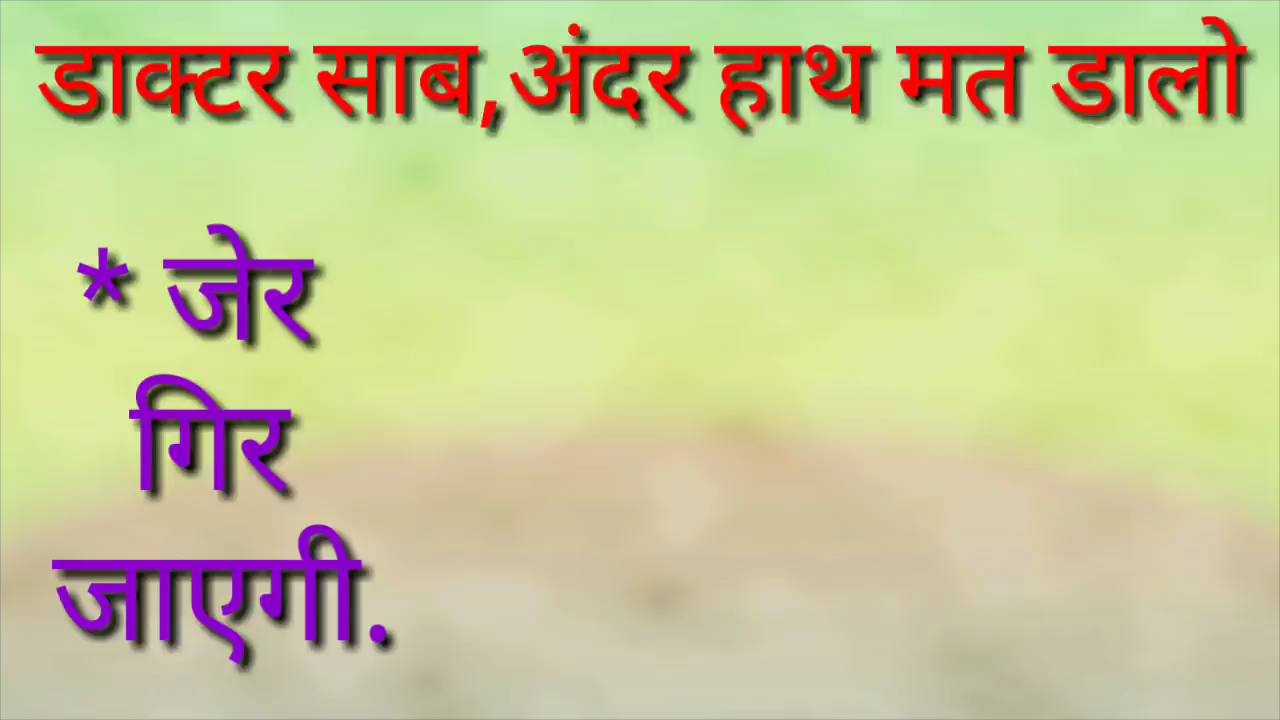 डाक्टर साब,अंदर हाथ मत डालो
* जेर
गिर
जाएगी.